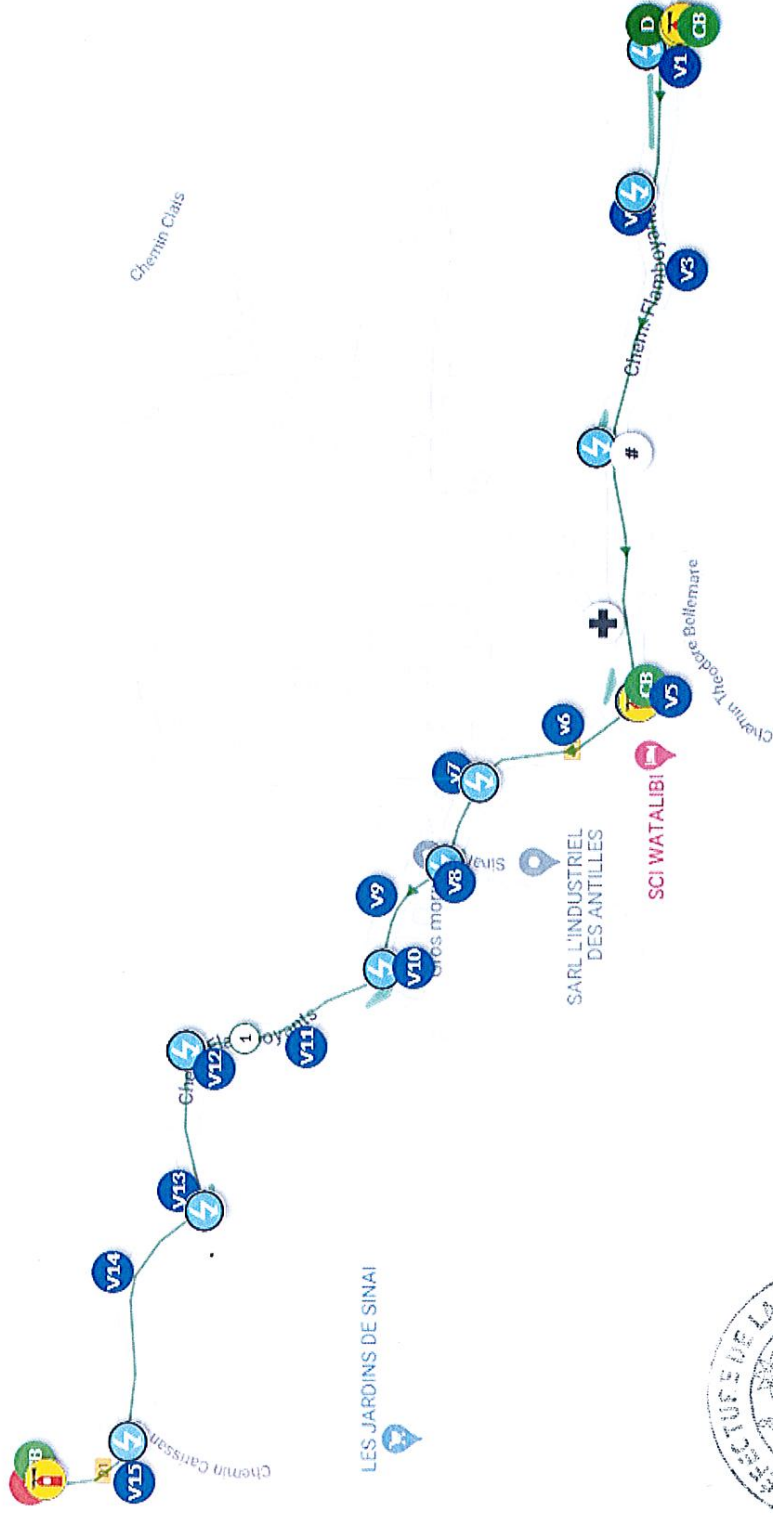 D
CB
V1
V
V3
Chemin Clais
Chem. Flamboyants
#
Chemin Théodore Bellemare
CB
V5
v6
SCI WATALIBI
v7
V8
V9
SARL L'INDUSTRIEL
DES ANTILLES
V10
V11
1
V12
V13
V14
LES JARDINS DE SINAI
V15
Chemin Carissan